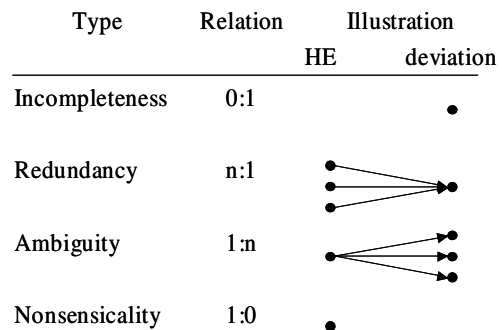 Type Relation Illustration
HE deviation
Incompleteness 0:1
Redundancy n:1
Ambiguity 1:n
Nonsensicality 1:0